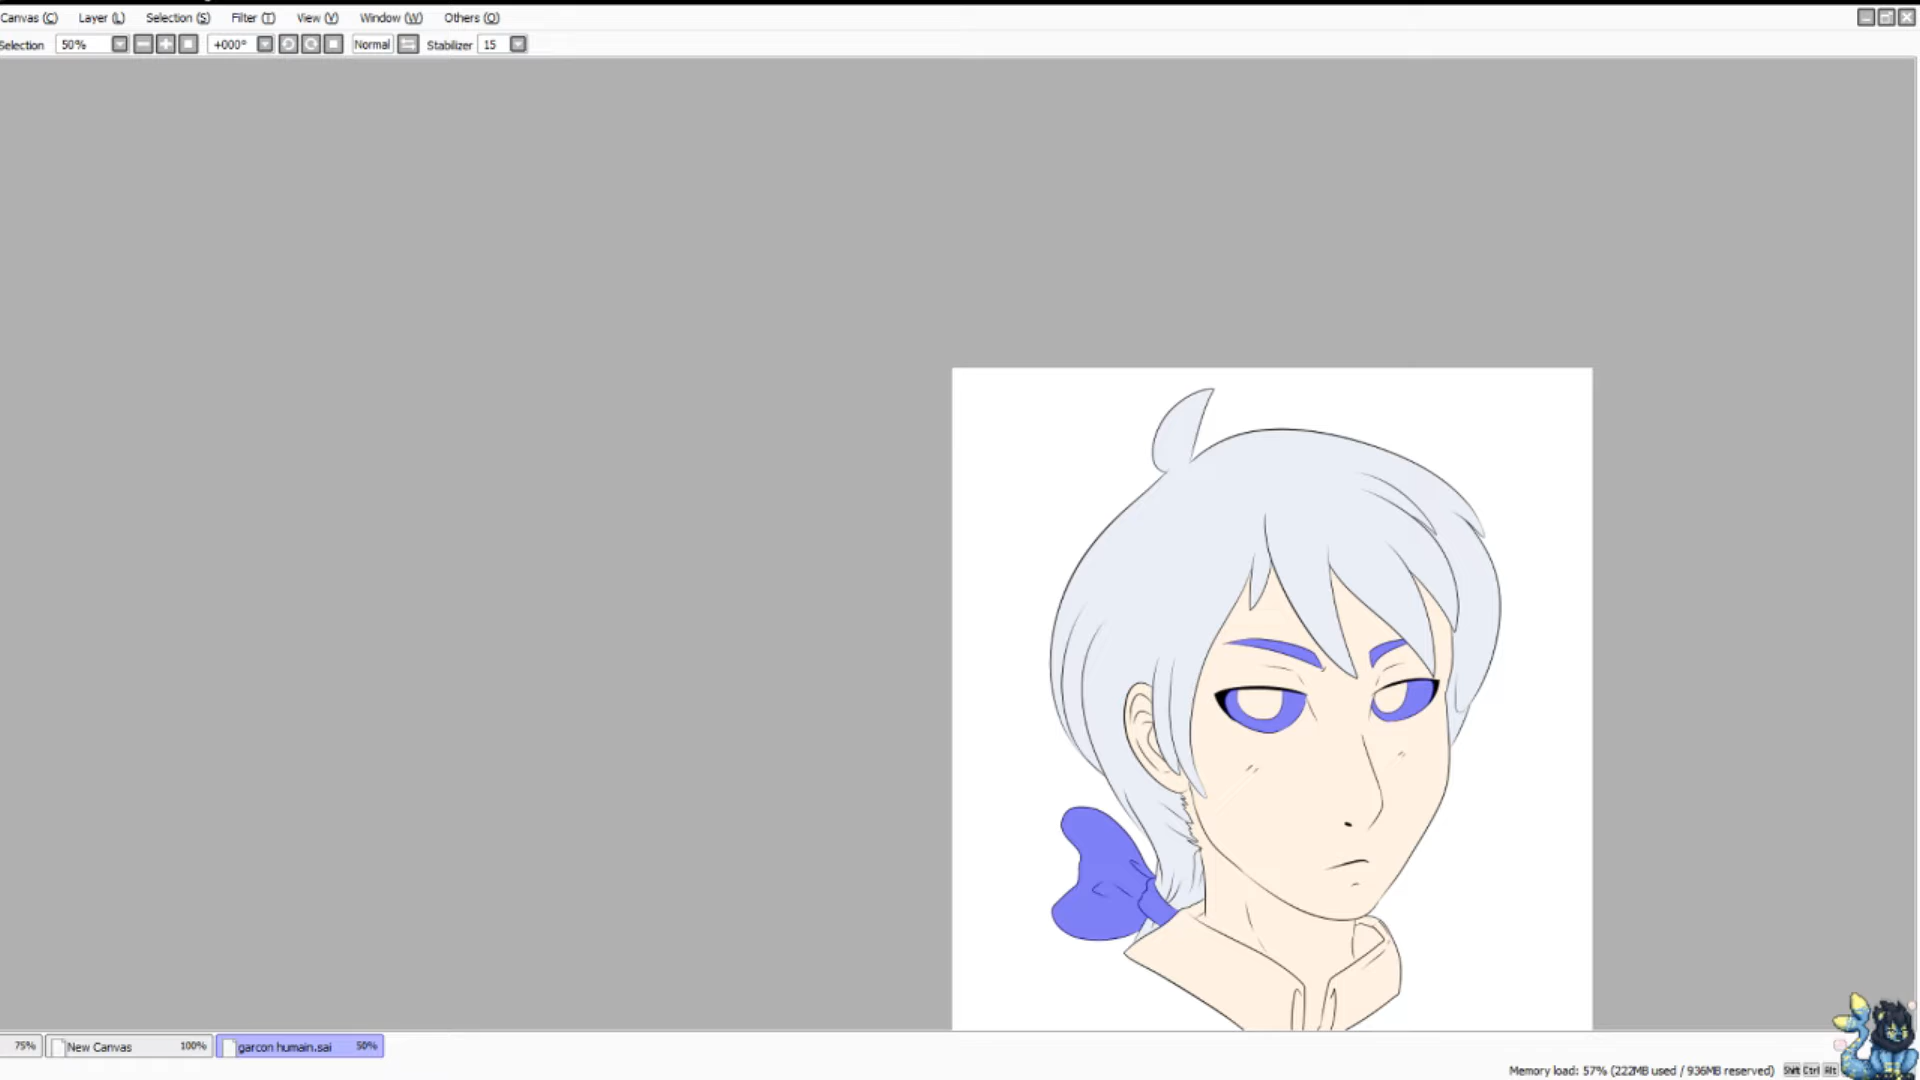 Canvas (C) Layer (L) Selection (S) Filter (T) View (V) Window (W) Others (O)
Selection 50% +000° Normal Stabilizer 15
75% New Canvas 100% garcon humain.sai 50%
Memory load: 57% (222MB used / 936MB reserved) Shift Ctrl Alt